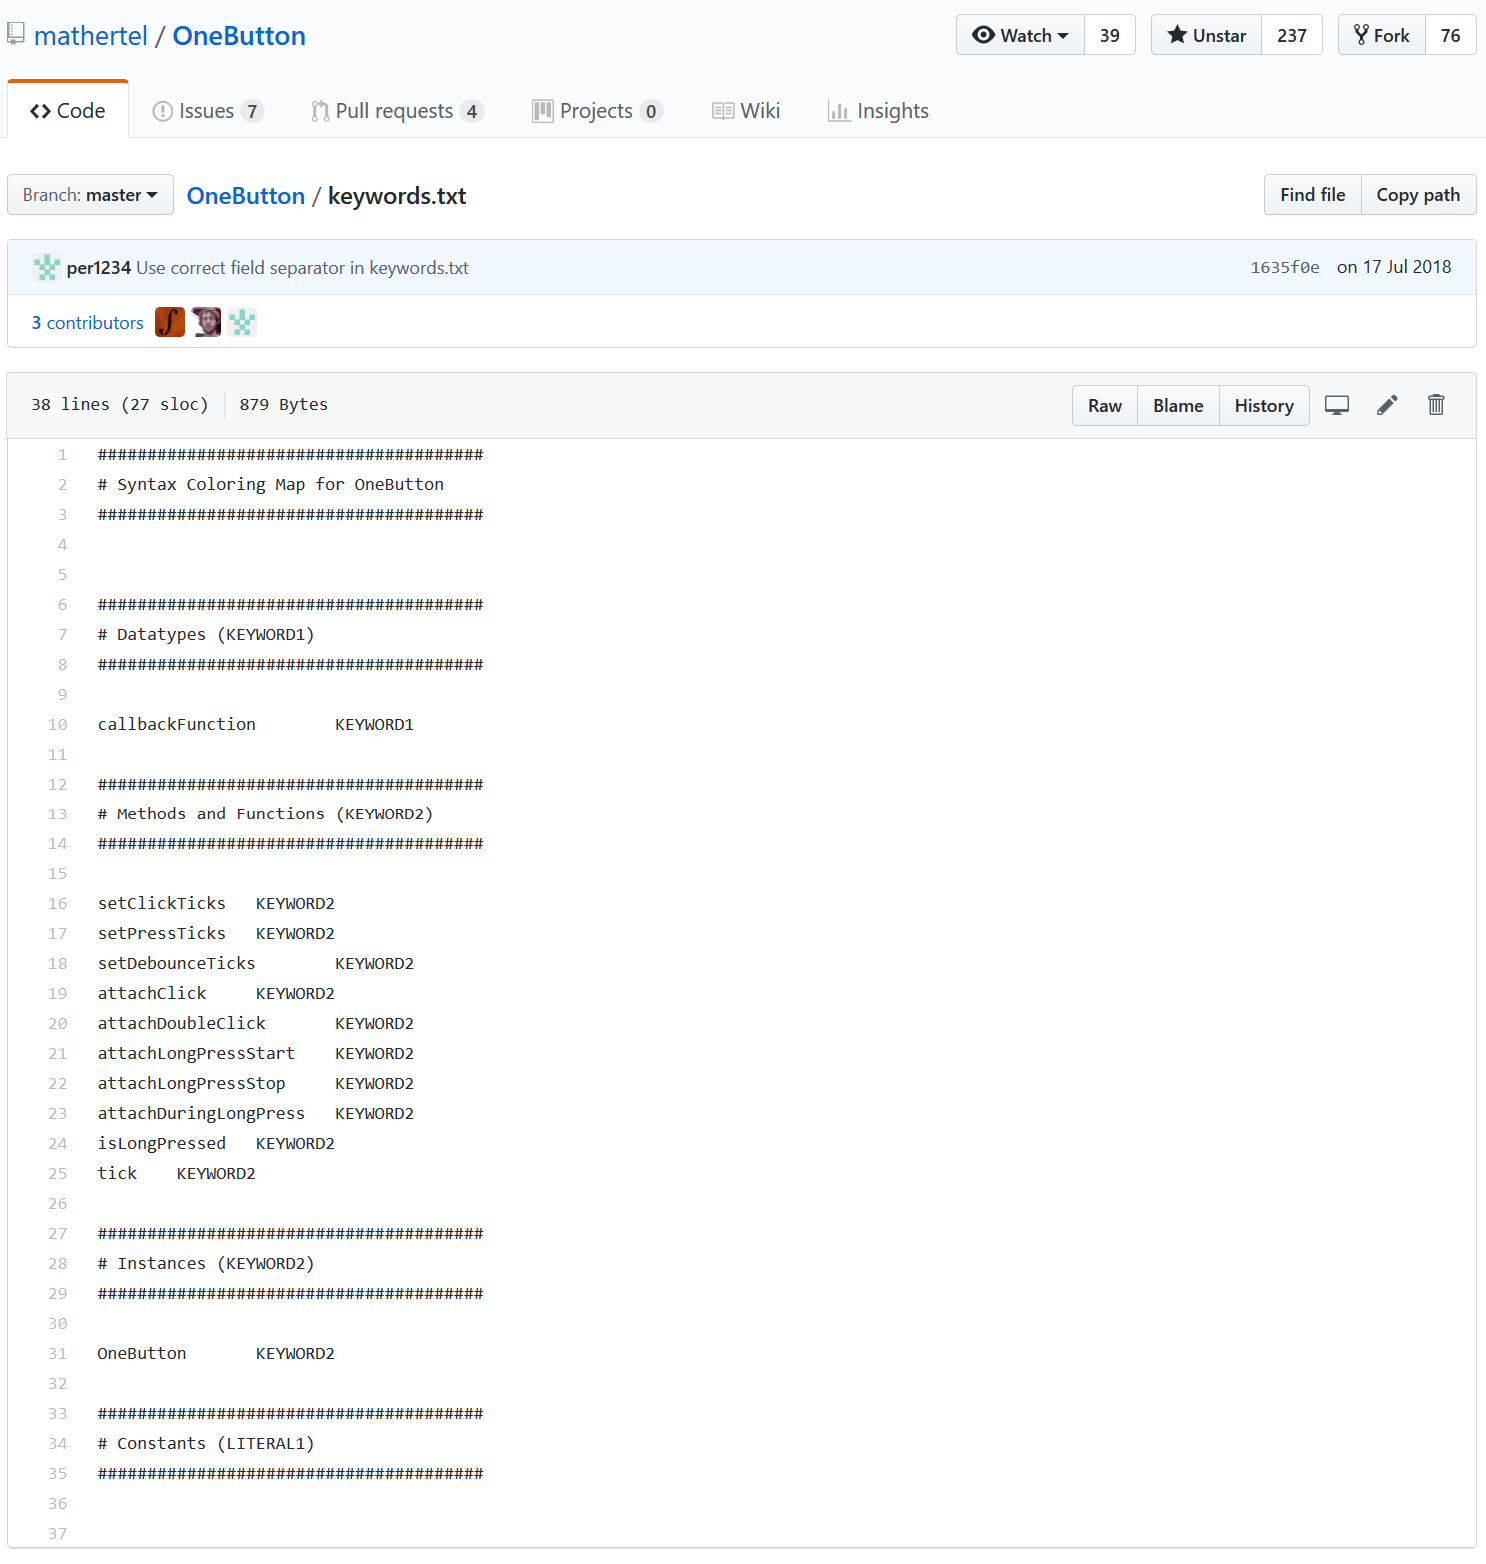 mathertel / OneButton
Watch 39 Unstar 237 Fork 76
Code Issues 7 Pull requests 4 Projects 0 Wiki Insights
Branch: master OneButton / keywords.txt Find file Copy path
per1234 Use correct field separator in keywords.txt 1635f0e on 17 Jul 2018
3 contributors
38 lines (27 sloc) 879 Bytes Raw Blame History
1 #######################################
2 # Syntax Coloring Map for OneButton
3 #######################################
4
5
6 #######################################
7 # Datatypes (KEYWORD1)
8 #######################################
9
10 callbackFunction KEYWORD1
11
12 #######################################
13 # Methods and Functions (KEYWORD2)
14 #######################################
15
16 setClickTicks KEYWORD2
17 setPressTicks KEYWORD2
18 setDebounceTicks KEYWORD2
19 attachClick KEYWORD2
20 attachDoubleClick KEYWORD2
21 attachLongPressStart KEYWORD2
22 attachLongPressStop KEYWORD2
23 attachDuringLongPress KEYWORD2
24 isLongPressed KEYWORD2
25 tick KEYWORD2
26
27 #######################################
28 # Instances (KEYWORD2)
29 #######################################
30
31 OneButton KEYWORD2
32
33 #######################################
34 # Constants (LITERAL1)
35 #######################################
36
37